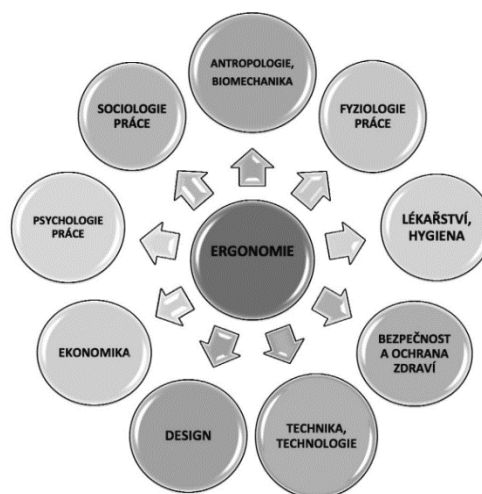 ANTROPOLOGIE,
BIOMECHANIKA
FYZIOLOGIE
PRÁCE
LÉKAŘSTVÍ,
HYGIENA
BEZPEČNOST
A OCHRANA
ZDRAVÍ
TECHNIKA,
TECHNOLOGIE
DESIGN
EKONOMIKA
PSYCHOLOGIE
PRÁCE
SOCIOLOGIE
PRÁCE
ERGONOMIE